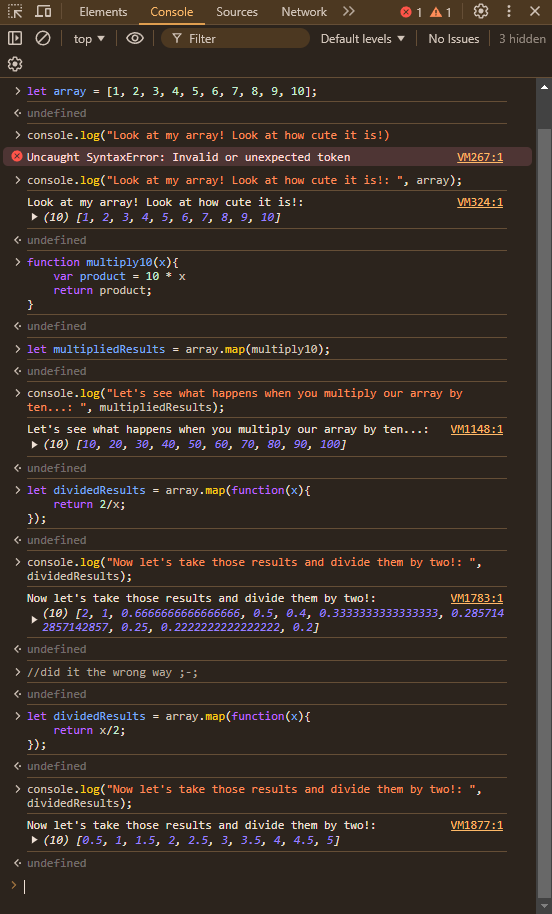 Elements Console Sources Network 1 1
top Filter Default levels No Issues 3 hidden
let array = [1, 2, 3, 4, 5, 6, 7, 8, 9, 10];
undefined
console.log("Look at my array! Look at how cute it is!)
Uncaught SyntaxError: Invalid or unexpected token VM267:1
console.log("Look at my array! Look at how cute it is!: ", array);
Look at my array! Look at how cute it is!: VM324:1
(10) [1, 2, 3, 4, 5, 6, 7, 8, 9, 10]
undefined
function multiply10(x){
var product = 10 * x
return product;
}
undefined
let multipliedResults = array.map(multiply10);
undefined
console.log("Let's see what happens when you multiply our array by
ten...: ", multipliedResults);
Let's see what happens when you multiply our array by ten...: VM1148:1
(10) [10, 20, 30, 40, 50, 60, 70, 80, 90, 100]
undefined
let dividedResults = array.map(function(x){
return 2/x;
});
undefined
console.log("Now let's take those results and divide them by two!: ",
dividedResults);
Now let's take those results and divide them by two!: VM1783:1
(10) [2, 1, 0.6666666666666666, 0.5, 0.4, 0.3333333333333333, 0.285714
2857142857, 0.25, 0.2222222222222222, 0.2]
undefined
//did it the wrong way ;-;
undefined
let dividedResults = array.map(function(x){
return x/2;
});
undefined
console.log("Now let's take those results and divide them by two!: ",
dividedResults);
Now let's take those results and divide them by two!: VM1877:1
(10) [0.5, 1, 1.5, 2, 2.5, 3, 3.5, 4, 4.5, 5]
undefined